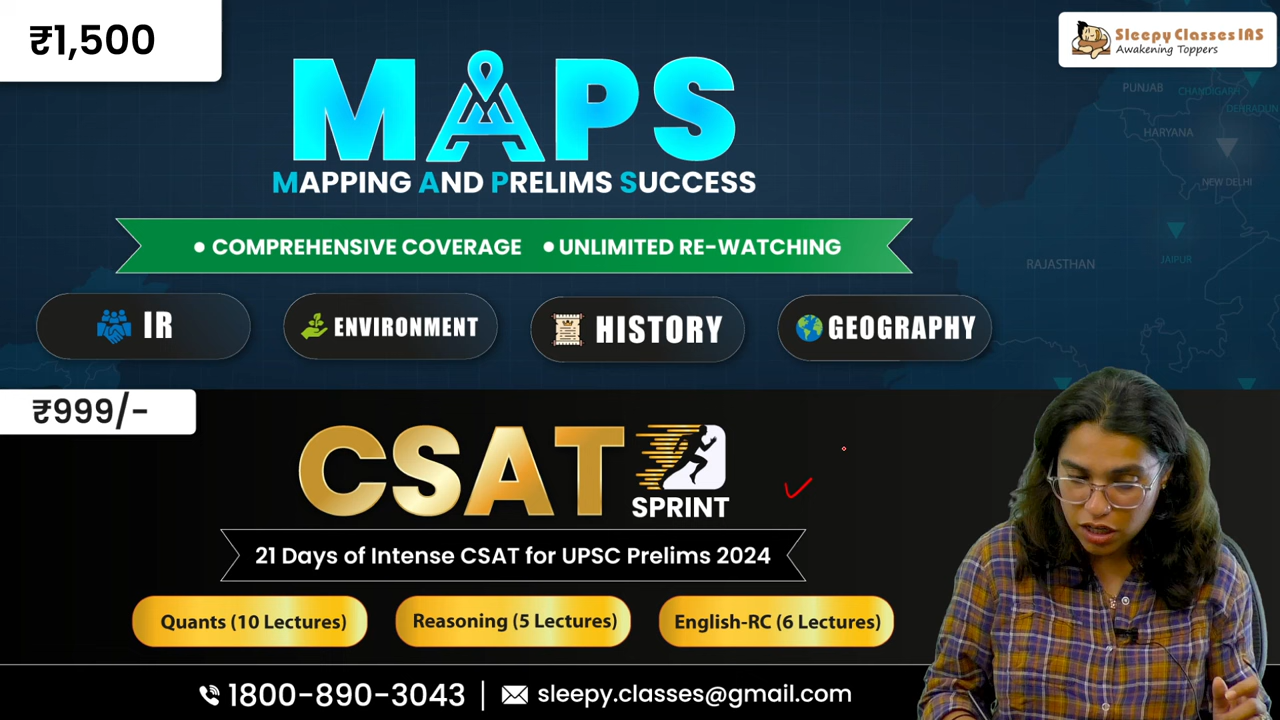 ₹1,500
Sleepy Classes IAS
Awakening Toppers
MAPS
MAPPING AND PRELIMS SUCCESS
• COMPREHENSIVE COVERAGE • UNLIMITED RE-WATCHING
IR
ENVIRONMENT
HISTORY
GEOGRAPHY
PUNJAB
CHANDIGARH
DEHRADUN
HARYANA
NEW DELHI
RAJASTHAN
JAIPUR
₹999/-
CSAT
SPRINT
21 Days of Intense CSAT for UPSC Prelims 2024
Quants (10 Lectures)
Reasoning (5 Lectures)
English-RC (6 Lectures)
1800-890-3043 | sleepy.classes@gmail.com